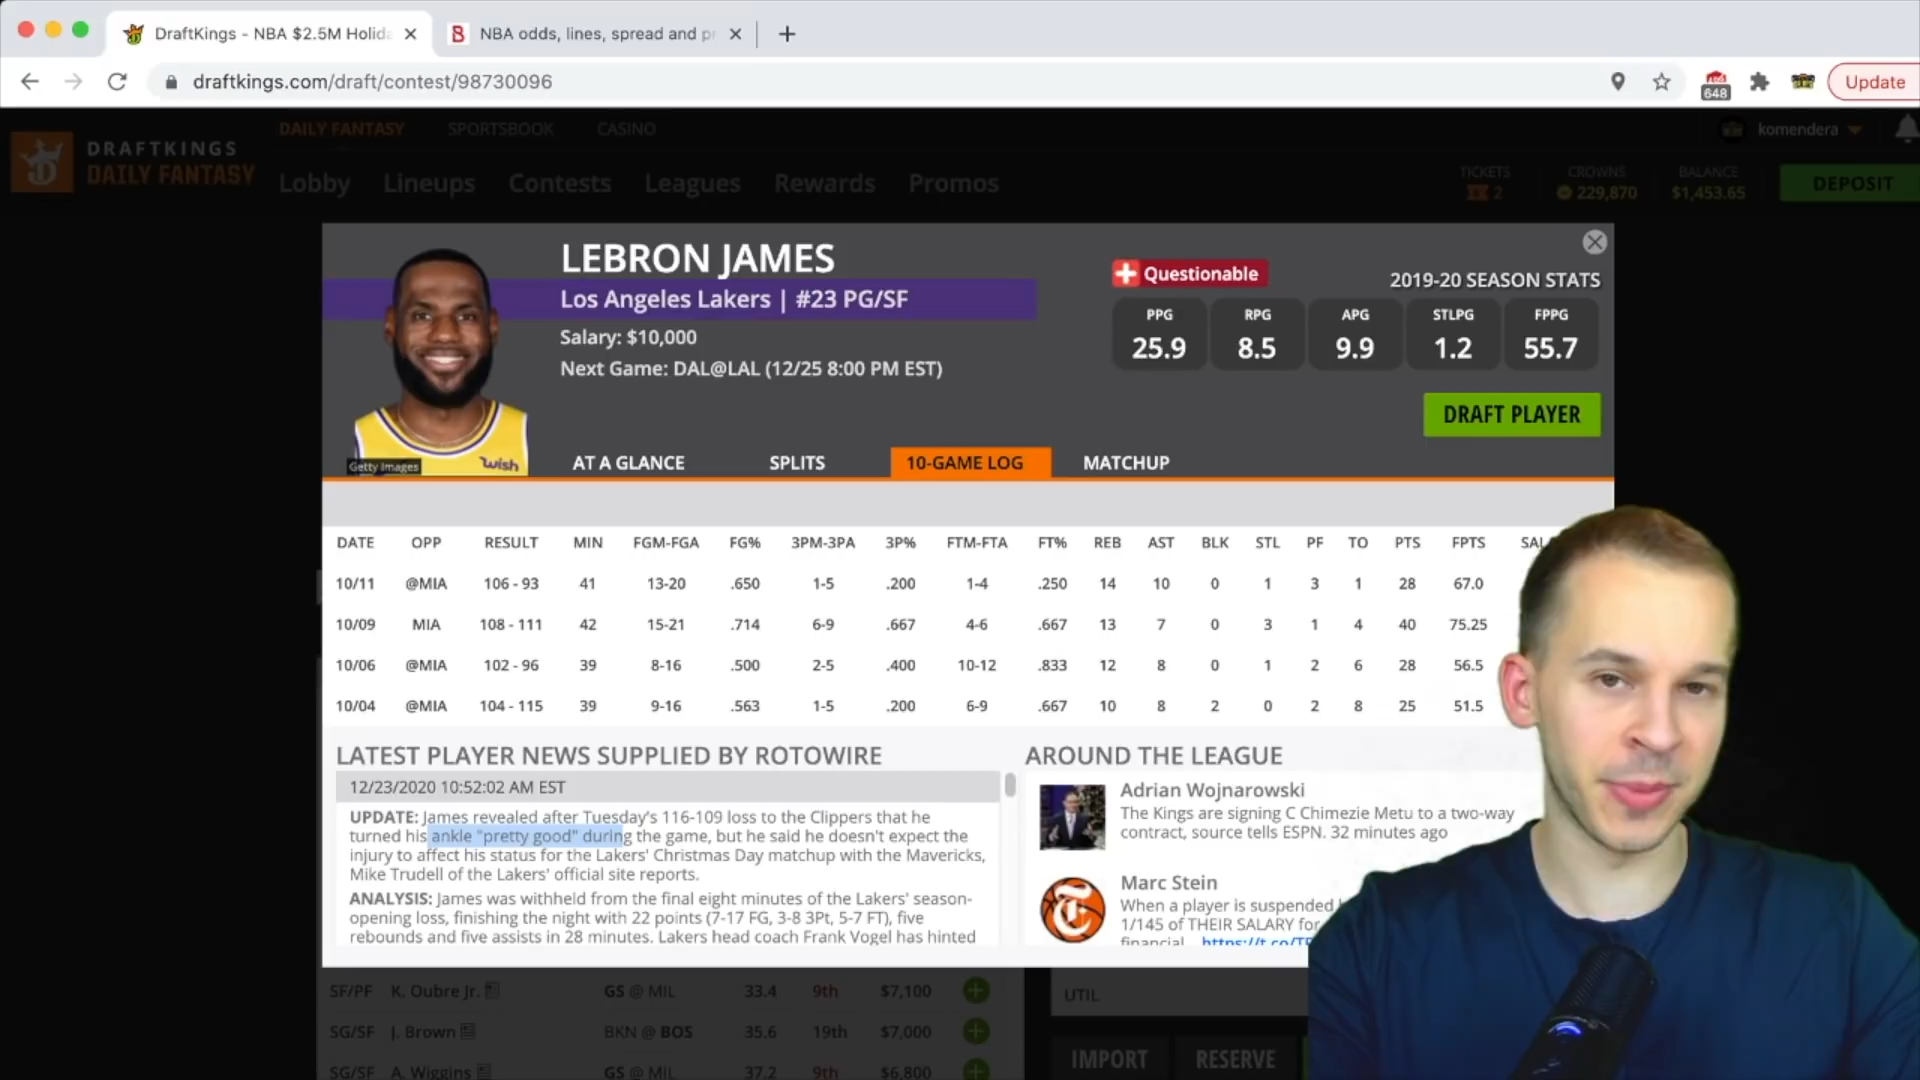 DraftKings - NBA $2.5M Holida
NBA odds, lines, spread and pr
draftkings.com/draft/contest/98730096
648
Update
DAILY FANTASY SPORTSBOOK CASINO
komendera
DRAFTKINGS
DAILY FANTASY
Lobby Lineups Contests Leagues Rewards Promos
TICKETS CROWNS BALANCE
2 229,870 $1,453.65
DEPOSIT
LEBRON JAMES
Los Angeles Lakers | #23 PG/SF
Salary: $10,000
Next Game: DAL@LAL (12/25 8:00 PM EST)
Questionable
2019-20 SEASON STATS
PPG RPG APG STLPG FPPG
25.9 8.5 9.9 1.2 55.7
DRAFT PLAYER
wish
Getty Images
AT A GLANCE SPLITS 10-GAME LOG MATCHUP
DATE OPP RESULT MIN FGM-FGA FG% 3PM-3PA 3P% FTM-FTA FT% REB AST BLK STL PF TO PTS FPTS
10/11 @MIA 106 - 93 41 13-20 .650 1-5 .200 1-4 .250 14 10 0 1 3 1 28 67.0
10/09 MIA 108 - 111 42 15-21 .714 6-9 .667 4-6 .667 13 7 0 3 1 4 40 75.25
10/06 @MIA 102 - 96 39 8-16 .500 2-5 .400 10-12 .833 12 8 0 1 2 6 28 56.5
10/04 @MIA 104 - 115 39 9-16 .563 1-5 .200 6-9 .667 10 8 2 0 2 8 25 51.5
LATEST PLAYER NEWS SUPPLIED BY ROTOWIRE
12/23/2020 10:52:02 AM EST
UPDATE: James revealed after Tuesday's 116-109 loss to the Clippers that he
turned his ankle "pretty good" during the game, but he said he doesn't expect the
injury to affect his status for the Lakers' Christmas Day matchup with the Mavericks,
Mike Trudell of the Lakers' official site reports.
ANALYSIS: James was withheld from the final eight minutes of the Lakers' season-
opening loss, finishing the night with 22 points (7-17 FG, 3-8 3Pt, 5-7 FT), five
rebounds and five assists in 28 minutes. Lakers head coach Frank Vogel has hinted
AROUND THE LEAGUE
Adrian Wojnarowski
The Kings are signing C Chimezie Metu to a two-way
contract, source tells ESPN. 32 minutes ago
Marc Stein
When a player is suspended
1/145 of THEIR SALARY for
financial... https://t.co/T
SF/PF K. Oubre Jr. GS @ MIL 33.4 9th $7,100
SG/SF J. Brown BKN @ BOS 35.6 19th $7,000
SG/SF A. Wiggins GS @ MIL 37.2 9th $6,800
UTIL
IMPORT RESERVE